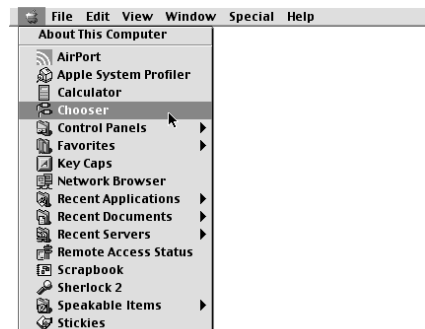 File Edit View Window Special Help
About This Computer
AirPort
Apple System Profiler
Calculator
Chooser
Control Panels
Favorites
Key Caps
Network Browser
Recent Applications
Recent Documents
Recent Servers
Remote Access Status
Scrapbook
Sherlock 2
Speakable Items
Stickies